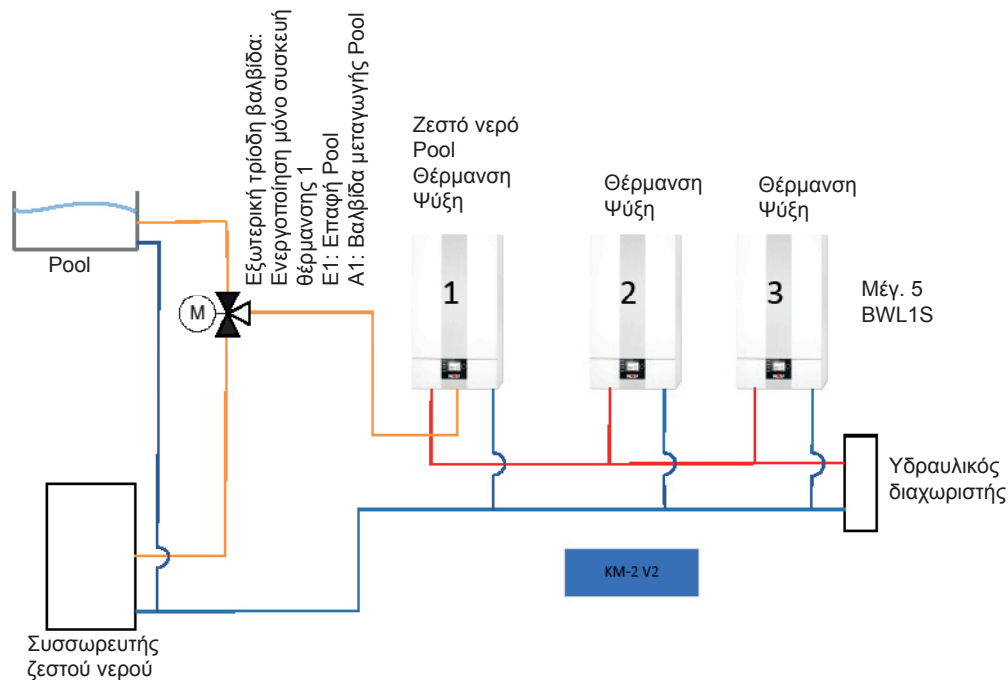 Εξωτερική τρίοδη βαλβίδα:
Ενεργοποίηση μόνο συσκευή
θέρμανσης 1
E1: Επαφή Pool
A1: Βαλβίδα μεταγωγής Pool
Ζεστό νερό
Pool
Θέρμανση
Ψύξη
Θέρμανση
Ψύξη
Θέρμανση
Ψύξη
Pool
M
1
2
3
Μέγ. 5
BWL1S
Υδραυλικός
διαχωριστής
KM-2 V2
Συσσωρευτής
ζεστού νερού